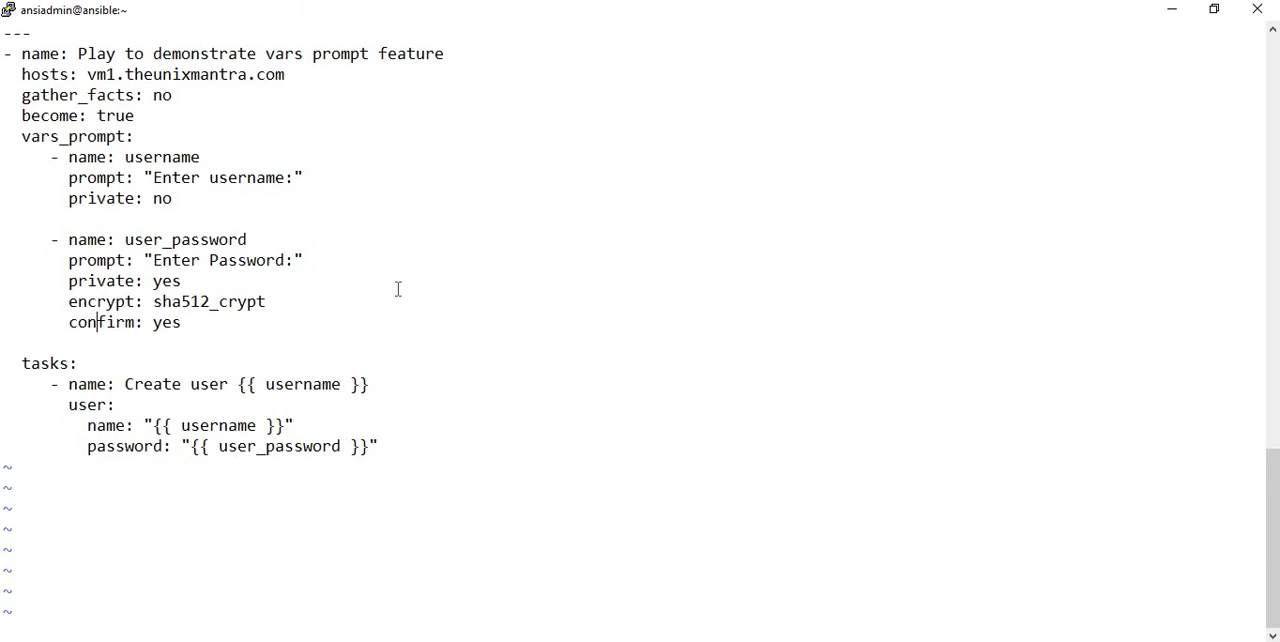 ansiadmin@ansible:~
---
- name: Play to demonstrate vars prompt feature
  hosts: vm1.theunixmantra.com
  gather_facts: no
  become: true
  vars_prompt:
     - name: username
       prompt: "Enter username:"
       private: no

     - name: user_password
       prompt: "Enter Password:"
       private: yes
       encrypt: sha512_crypt
       confirm: yes

  tasks:
     - name: Create user {{ username }}
       user:
         name: "{{ username }}"
         password: "{{ user_password }}"
~
~
~
~
~
~
~
~